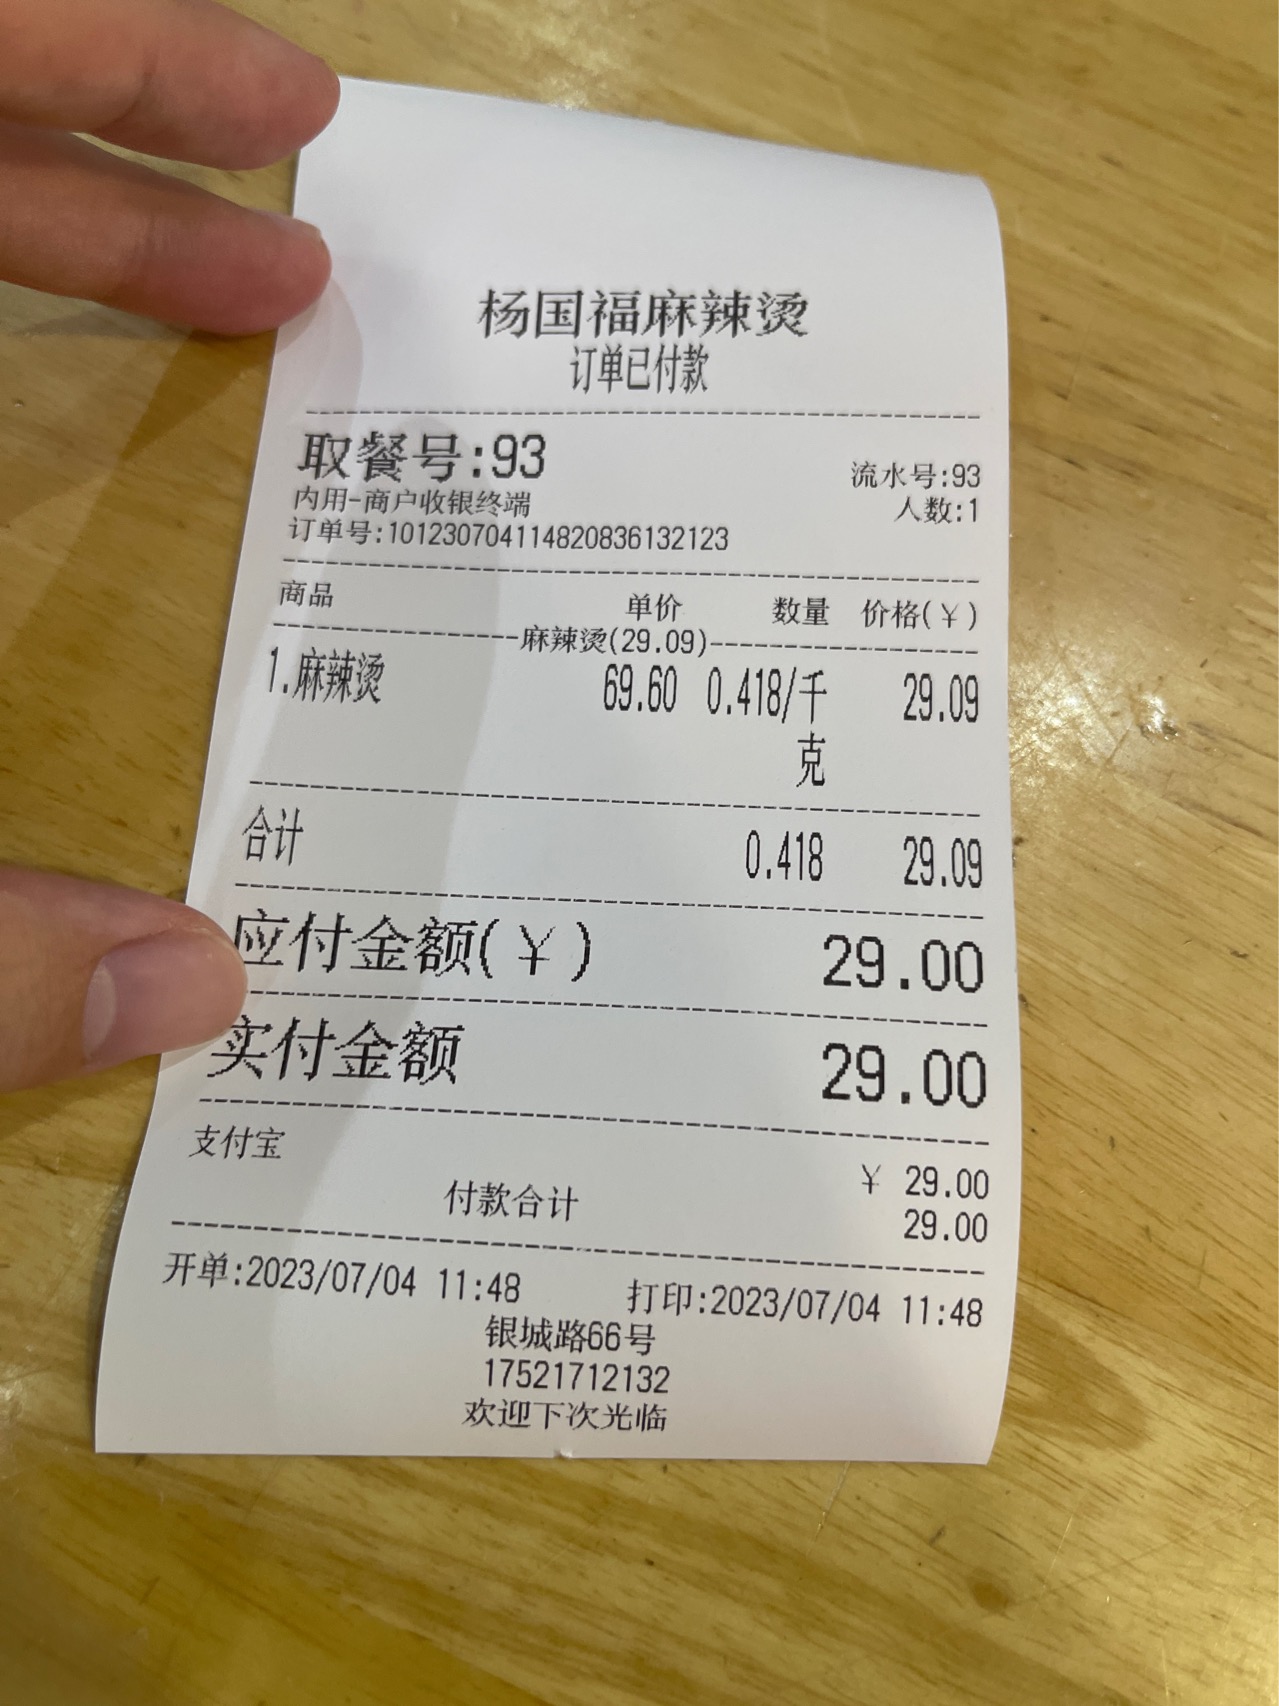 杨国福麻辣烫
订单已付款
取餐号:93
流水号:93
内用-商户收银终端
人数:1
订单号:101230704114820836132123
商品 单价 数量 价格(¥)
麻辣烫(29.09)
1.麻辣烫 69.60 0.418/千 29.09
克
合计 0.418 29.09
应付金额(¥) 29.00
实付金额 29.00
支付宝 ¥ 29.00
付款合计 29.00
开单:2023/07/04 11:48 打印:2023/07/04 11:48
银城路66号
17521712132
欢迎下次光临